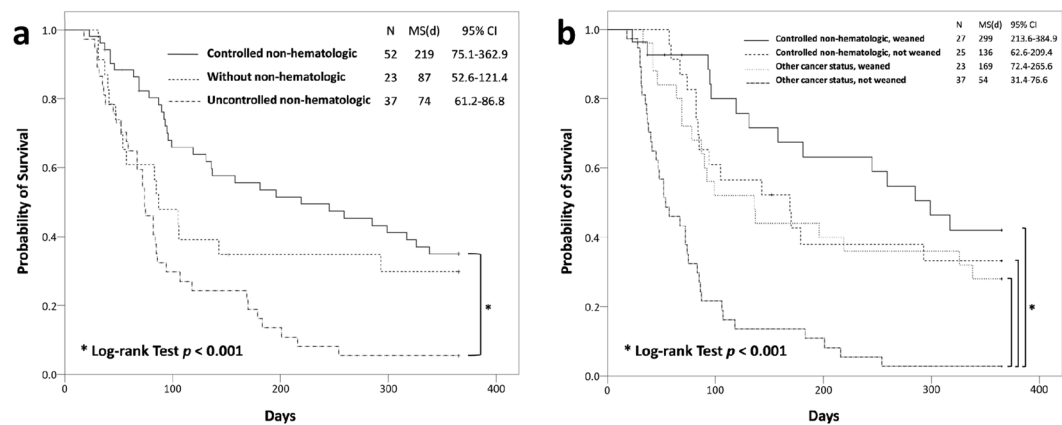 a
N MS(d) 95% CI
Controlled non-hematologic 52 219 75.1-362.9
Without non-hematologic 23 87 52.6-121.4
Uncontrolled non-hematologic 37 74 61.2-86.8
Probability of Survival
1.0
0.8
0.6
0.4
0.2
0.0
*
* Log-rank Test p < 0.001
0 100 200 300 400
Days
b
N MS(d) 95% CI
Controlled non-hematologic, weaned 27 299 213.6-384.9
Controlled non-hematologic, not weaned 25 136 62.6-209.4
Other cancer status, weaned 23 169 72.4-265.6
Other cancer status, not weaned 37 54 31.4-76.6
Probability of Survival
1.0
0.8
0.6
0.4
0.2
0.0
*
* Log-rank Test p < 0.001
0 100 200 300 400
Days